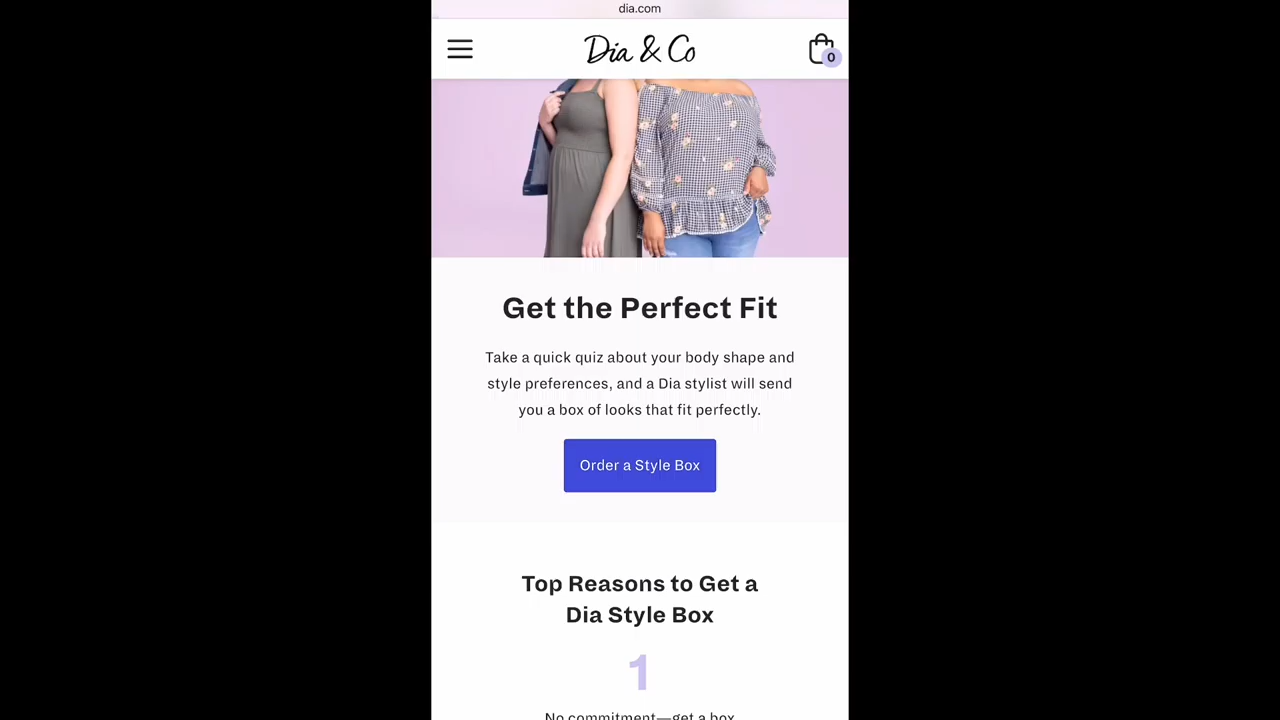 dia.com
Dia & Co
0
Get the Perfect Fit
Take a quick quiz about your body shape and
style preferences, and a Dia stylist will send
you a box of looks that fit perfectly.
Order a Style Box
Top Reasons to Get a
Dia Style Box
1
No commitment—get a box